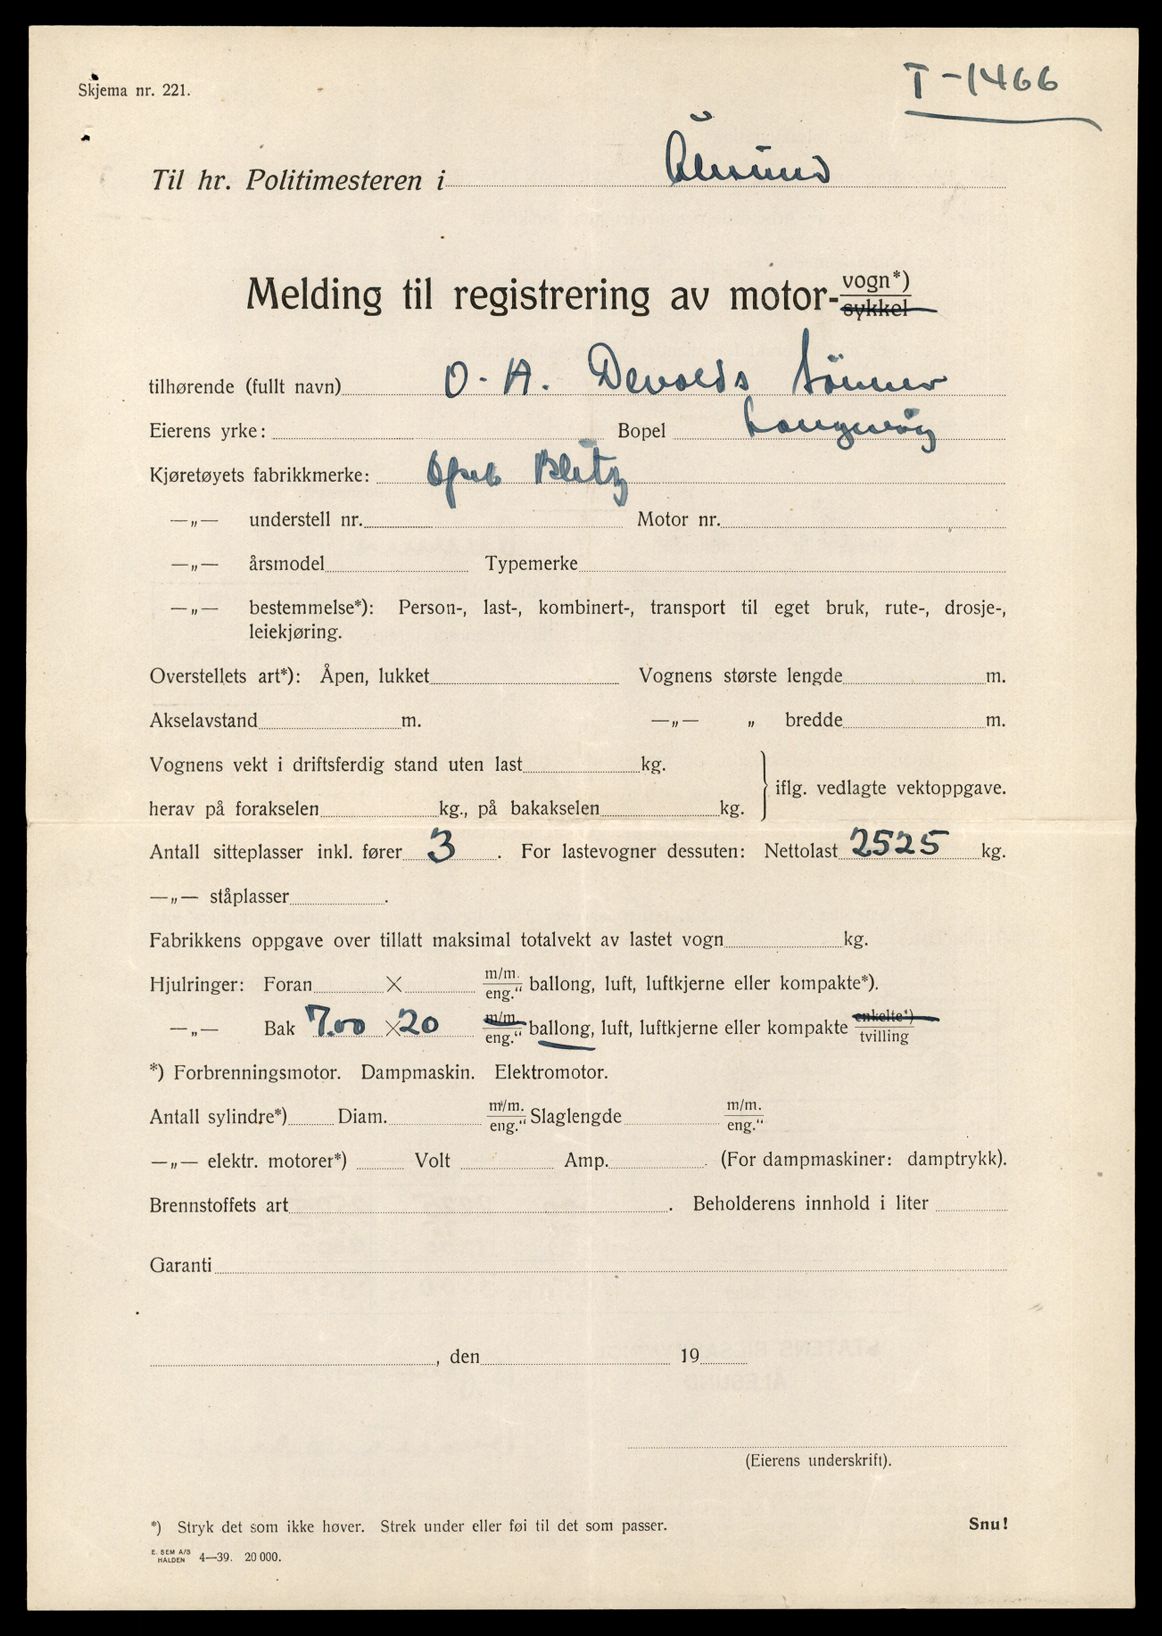 Skjema nr. 221.
T-1466
Til hr. Politimesteren i Ålesund
Melding til registrering av motor-vogn*)
sykkel
tilhørende (fullt navn) O. A. Devolds Sønner
Eierens yrke: Bopel Langevåg
Kjøretøyets fabrikkmerke: Opel Blitz
—„— understell nr. Motor nr.
—„— årsmodel Typemerke
—„— bestemmelse*): Person-, last-, kombinert-, transport til eget bruk, rute-, drosje-,
leiekjøring.
Overstellets art*): Åpen, lukket Vognens største lengde m.
Akselavstand m. —„— „ bredde m.
Vognens vekt i driftsferdig stand uten last kg.
iflg. vedlagte vektoppgave.
herav på forakselen kg., på bakakselen kg.
Antall sitteplasser inkl. fører 3. For lastevogner dessuten: Nettolast 2525 kg.
—„— ståplasser.
Fabrikkens oppgave over tillatt maksimal totalvekt av lastet vogn kg.
Hjulringer: Foran × m/m. eng.“ ballong, luft, luftkjerne eller kompakte*).
—„— Bak 7.00 × 20 m/m eng.“ ballong, luft, luftkjerne eller kompakte enkelte*) tvilling
*) Forbrenningsmotor. Dampmaskin. Elektromotor.
Antall sylindre*) Diam. m/m. eng.“ Slaglengde m/m. eng.“
—„— elektr. motorer*) Volt Amp. (For dampmaskiner: damptrykk).
Brennstoffets art. Beholderens innhold i liter
Garanti
, den 19
(Eierens underskrift).
*) Stryk det som ikke høver. Strek under eller føi til det som passer. Snu!
E. SEM A/S HALDEN 4—39. 20 000.